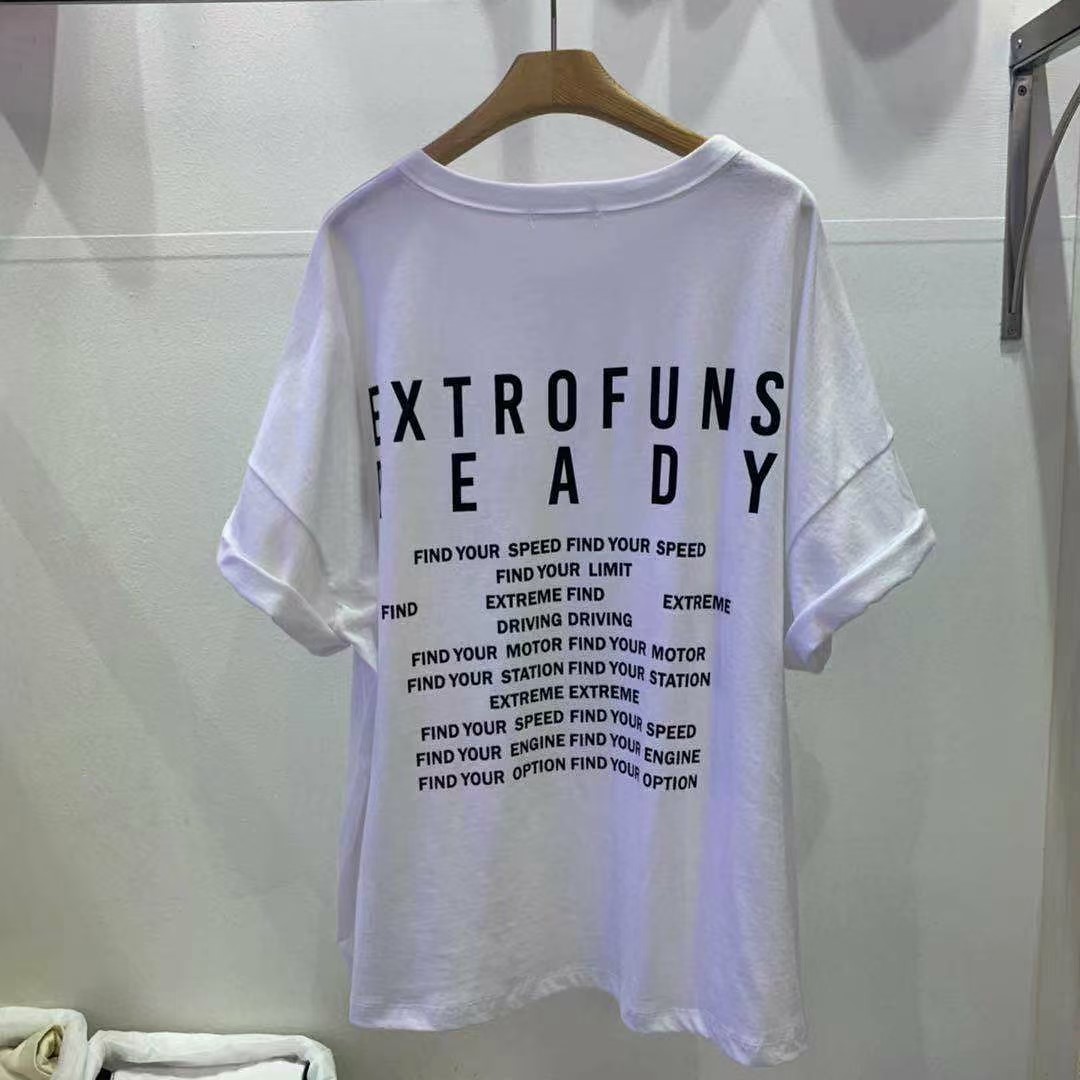 EXTROFUNS
READY
FIND YOUR SPEED FIND YOUR SPEED
FIND YOUR LIMIT
FIND EXTREME FIND EXTREME
DRIVING DRIVING
FIND YOUR MOTOR FIND YOUR MOTOR
FIND YOUR STATION FIND YOUR STATION
EXTREME EXTREME
FIND YOUR SPEED FIND YOUR SPEED
FIND YOUR ENGINE FIND YOUR ENGINE
FIND YOUR OPTION FIND YOUR OPTION